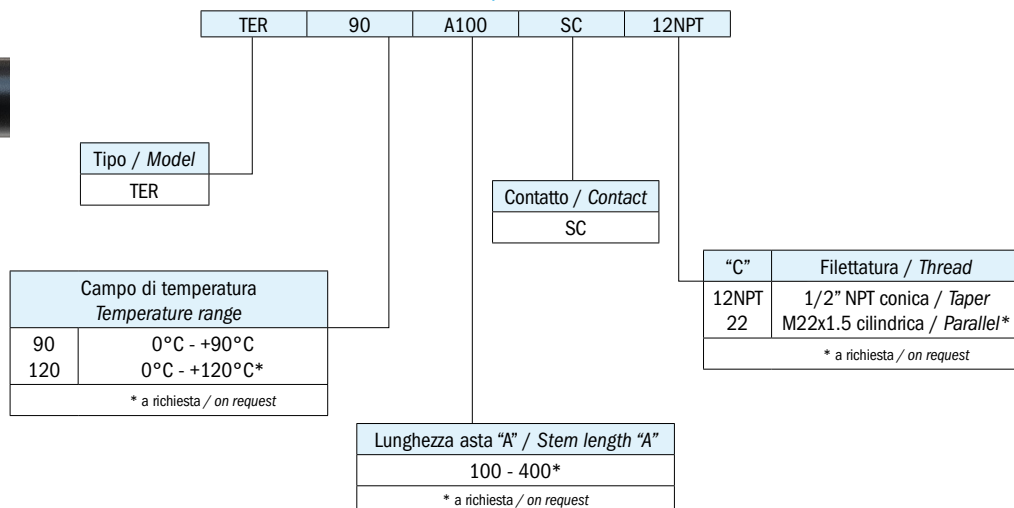 TER 90 A100 SC 12NPT
Tipo / Model
TER
Contatto / Contact
SC
"C" Filettatura / Thread
12NPT 1/2" NPT conica / Taper
22 M22x1.5 cilindrica / Parallel*
* a richiesta / on request
Campo di temperatura
Temperature range
90 0°C - +90°C
120 0°C - +120°C*
* a richiesta / on request
Lunghezza asta “A” / Stem length “A”
100 - 400*
* a richiesta / on request